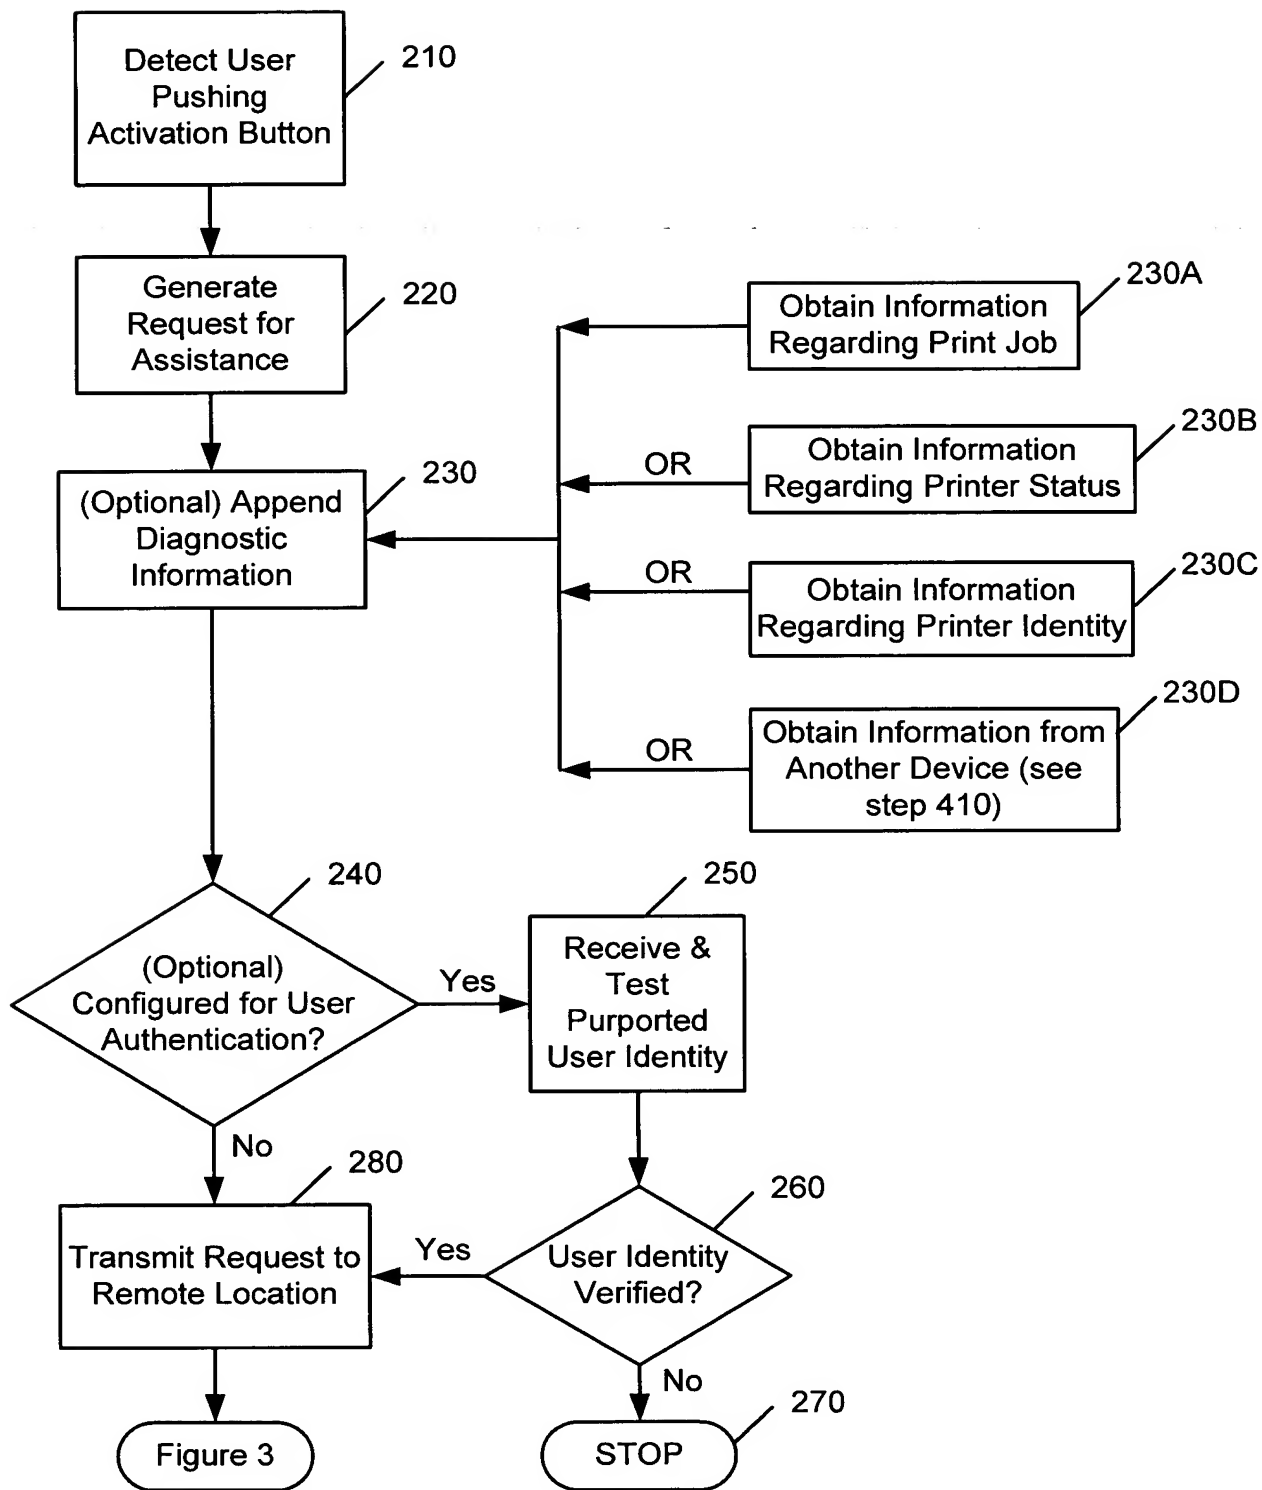 Detect User
Pushing
Activation Button
210
Generate
Request for
Assistance
220
230A
Obtain Information
Regarding Print Job
230B
OR
Obtain Information
Regarding Printer Status
230
(Optional) Append
Diagnostic
Information
230C
OR
Obtain Information
Regarding Printer Identity
230D
OR
Obtain Information from
Another Device (see
step 410)
240
(Optional)
Configured for User
Authentication?
Yes
250
Receive &
Test
Purported
User Identity
No
280
Transmit Request to
Remote Location
Yes
260
User Identity
Verified?
No
270
Figure 3
STOP